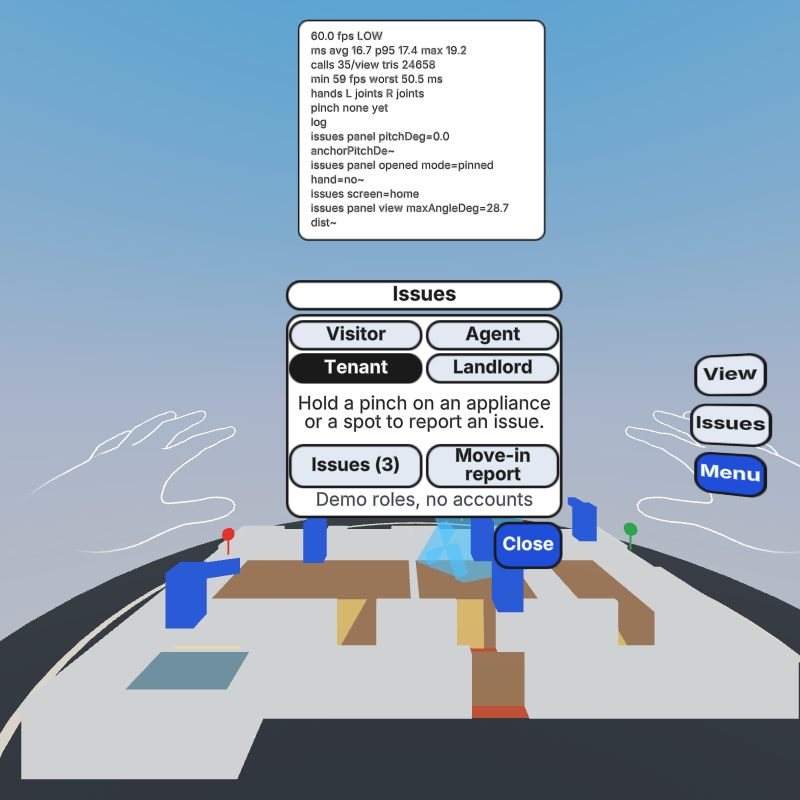 60.0 fps LOW
ms avg 16.7 p95 17.4 max 19.2
calls 35/view tris 24658
min 59 fps worst 50.5 ms
hands L joints R joints
pinch none yet
log
issues panel pitchDeg=0.0
anchorPitchDe~
issues panel opened mode=pinned
hand=no~
issues screen=home
issues panel view maxAngleDeg=28.7
dist~
Issues
Visitor
Agent
Tenant
Landlord
Hold a pinch on an appliance
or a spot to report an issue.
Issues (3)
Move-in
report
Demo roles, no accounts
Close
View
Issues
Menu